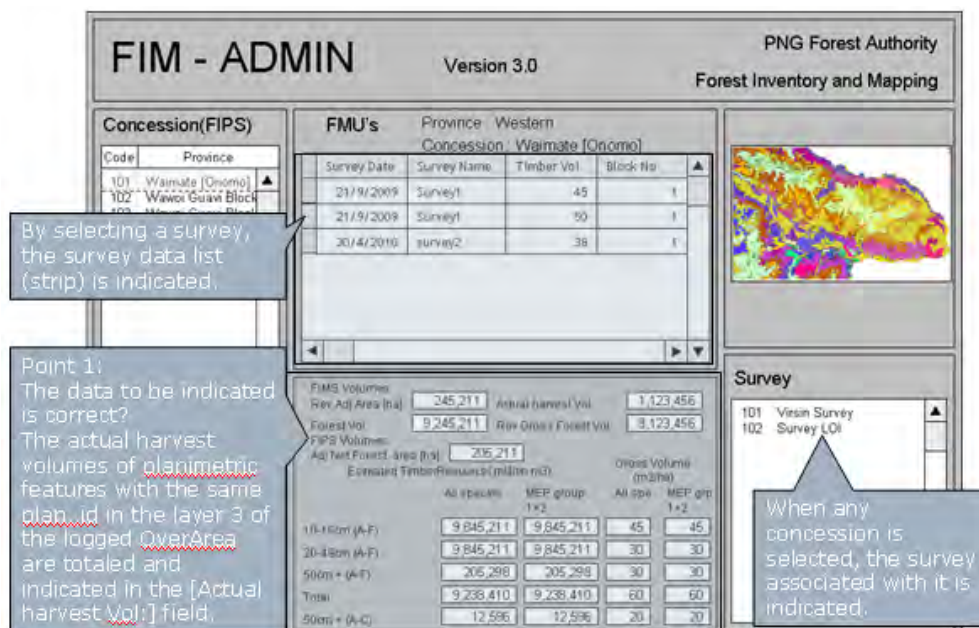 FIM - ADMIN
Version 3.0
PNG Forest Authority
Forest Inventory and Mapping
Concession(FIPS)
Code Province
101 Waimate [Onomo]
102 Wawoi Guavi Block
By selecting a survey,
the survey data list
(strip) is indicated.
FMU's
Province Western
Concession: Waimate [Onomo]
Survey Date Survey Name Timber Vol Block No
21/9/2009 Survey1 45 1
21/9/2009 Survey1 50 1
30/4/2010 survey2 38 1
Point 1:
The data to be indicated
is correct?
The actual harvest
volumes of planimetric
features with the same
plan_id in the layer 3 of
the logged OverArea
are totaled and
indicated in the [Actual
harvest Vol:] field.
FIMS Volumes
Rev Adj Area [ha] 245,211 Actual harvest Vol 1,123,456
Forest Vol 9,245,211 Rev Gross Forest Vol 8,123,456
FIPS Volumes
Adj Net Forest area [ha] 205,211
Estimated Timber Resource (million m3) Gross Volume
(m3/ha)
All species MEP group All spe MEP grp
1+2 1+2
9,845,211 9,845,211 45 45
9,845,211 9,845,211 30 30
50cm + (A-F) 205,298 205,298 30 30
Total 9,238,410 9,238,410 60 60
50cm + (A-C) 12,596 12,596 20 20
Survey
101 Virsin Survey
102 Survey LOI
When any
concession is
selected, the survey
associated with it is
indicated.